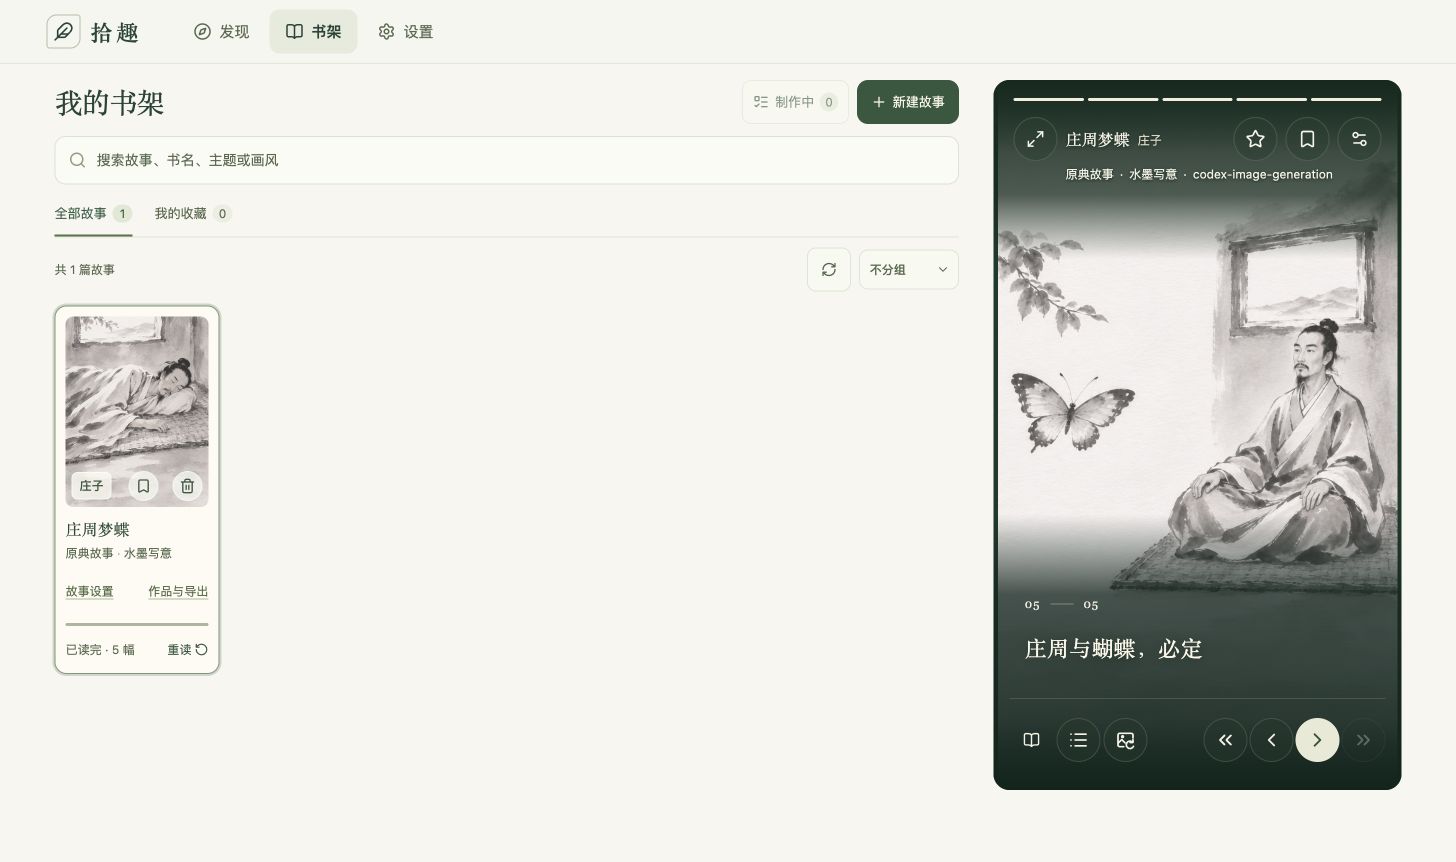 拾趣
发现
书架
设置
我的书架
制作中 0
新建故事
搜索故事、书名、主题或画风
全部故事 1
我的收藏 0
共 1 篇故事
不分组
庄子
庄周梦蝶
原典故事 · 水墨写意
故事设置
作品与导出
已读完 · 5 幅
重读
庄周梦蝶 庄子
原典故事 · 水墨写意 · codex-image-generation
05 — 05
庄周与蝴蝶，必定